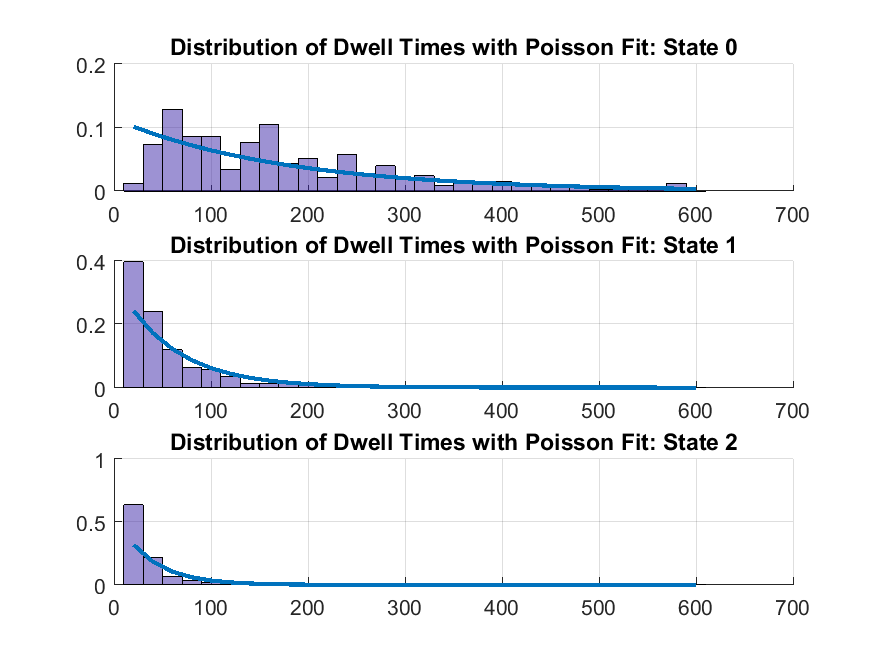 Distribution of Dwell Times with Poisson Fit: State 0
0.2
0.1
0
0 100 200 300 400 500 600 700
Distribution of Dwell Times with Poisson Fit: State 1
0.4
0.2
0
0 100 200 300 400 500 600 700
Distribution of Dwell Times with Poisson Fit: State 2
1
0.5
0
0 100 200 300 400 500 600 700